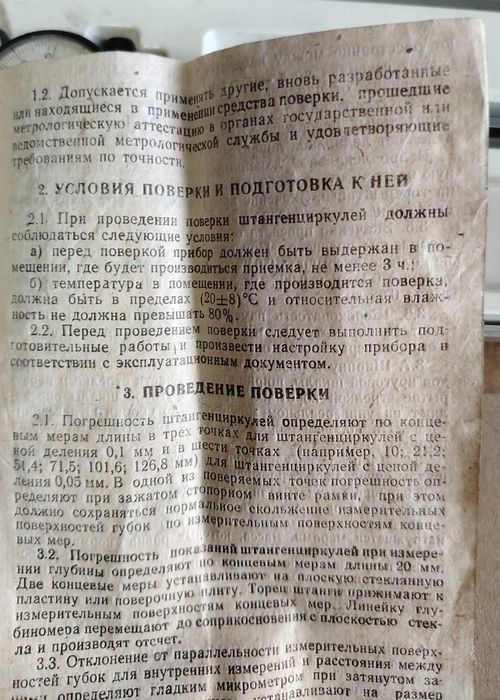 1.2. Допускается применять другие, вновь разработанные
или находящиеся в применении средства поверки, прошедшие
метрологическую аттестацию в органах государственной или
ведомственной метрологической службы и удовлетворяющие
требованиям по точности.
2. УСЛОВИЯ ПОВЕРКИ И ПОДГОТОВКА К НЕЙ
2.1. При проведении поверки штангенциркулей должны
соблюдаться следующие условия:
а) перед поверкой прибор должен быть выдержан в по-
мещении, где будет производиться приемка, не менее 3 ч.;
б) температура в помещении, где производится поверка,
должна быть в пределах (20±8)°С и относительная влаж-
ность не должна превышать 80%.
2.2. Перед проведением поверки следует выполнить под-
готовительные работы и произвести настройку прибора в
соответствии с эксплуатационным документом.
3. ПРОВЕДЕНИЕ ПОВЕРКИ
2.1. Погрешность штангенциркулей определяют по конце-
вым мерам длины в трех точках для штангенциркулей с це-
ной деления 0,1 мм и в шести точках (например, 10; 21,2;
51,4; 71,5; 101,6; 126,8 мм) для штангенциркулей с ценой де-
ления 0,05 мм. В одной из поверяемых точек погрешность оп-
ределяют при зажатом стопорном винте рамки, при этом
должно сохраняться нормальное скольжение измерительных
поверхностей губок по измерительным поверхностям конце-
вых мер.
3.2. Погрешность показаний штангенциркулей при измере-
нии глубины определяют по концевым мерам длины 20 мм.
Две концевые меры устанавливают на плоскую стеклянную
пластину или поверочную плиту. Торец штанги прижимают к
измерительным поверхностям концевых мер. Линейку глу-
биномера перемещают до соприкосновения с плоскостью стек-
ла и производят отсчет.
3.3. Отклонение от параллельности измерительных поверх-
ностей губок для внутренних измерений и расстояния между
ними определяют гладким микрометром при затянутом за-
устанавливают на размер